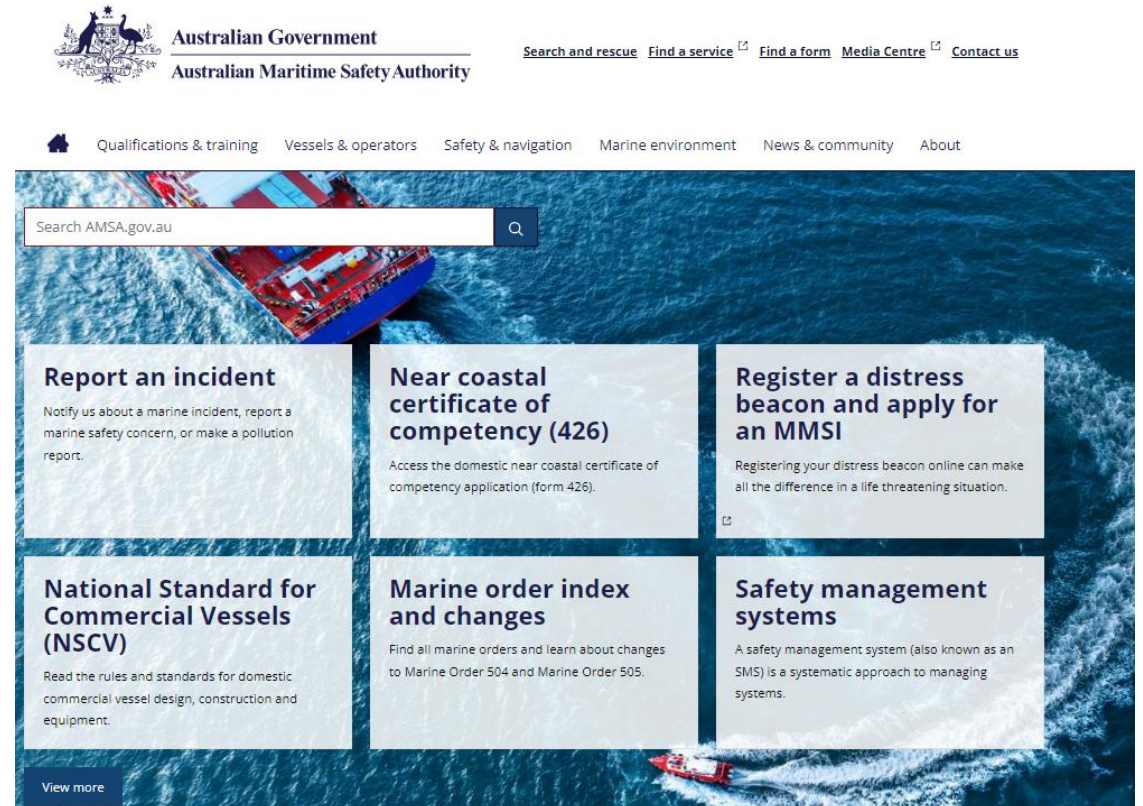 Australian Government
Australian Maritime Safety Authority
Search and rescue Find a service Find a form Media Centre Contact us
Qualifications & training Vessels & operators Safety & navigation Marine environment News & community About
Search AMSA.gov.au
Report an incident
Notify us about a marine incident, report a
marine safety concern, or make a pollution
report.
Near coastal
certificate of
competency (426)
Access the domestic near coastal certificate of
competency application (form 426).
Register a distress
beacon and apply for
an MMSI
Registering your distress beacon online can make
all the difference in a life threatening situation.
National Standard for
Commercial Vessels
(NSCV)
Read the rules and standards for domestic
commercial vessel design, construction and
equipment.
Marine order index
and changes
Find all marine orders and learn about changes
to Marine Order 504 and Marine Order 505.
Safety management
systems
A safety management system (also known as an
SMS) is a systematic approach to managing
systems.
View more